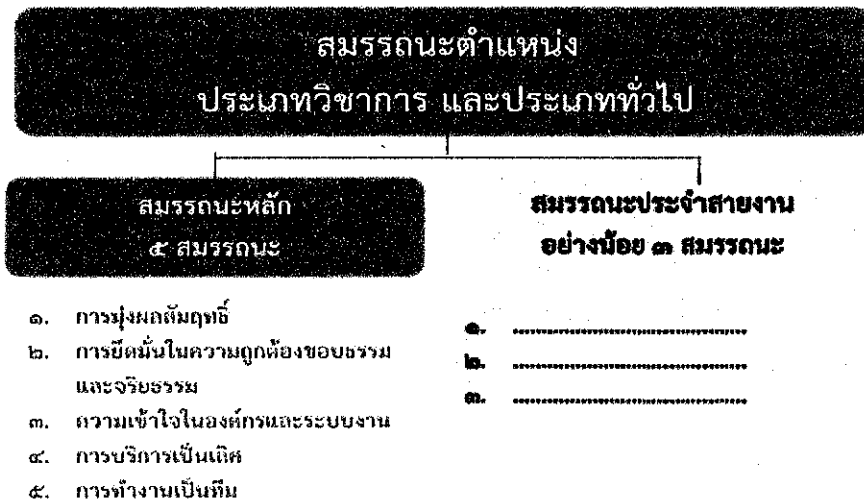 สมรรถนะตำแหน่ง
ประเภทวิชาการ และประเภททั่วไป
สมรรถนะหลัก
๕ สมรรถนะ
๑. การมุ่งผลสัมฤทธิ์
๒. การยึดมั่นในความถูกต้องชอบธรรม
และจริยธรรม
๓. ความเข้าใจในองค์กรและระบบงาน
๔. การบริการเป็นเลิศ
๕. การทำงานเป็นทีม
สมรรถนะประจำสายงาน
อย่างน้อย ๓ สมรรถนะ
๑. ................................................
๒. ................................................
๓. ................................................